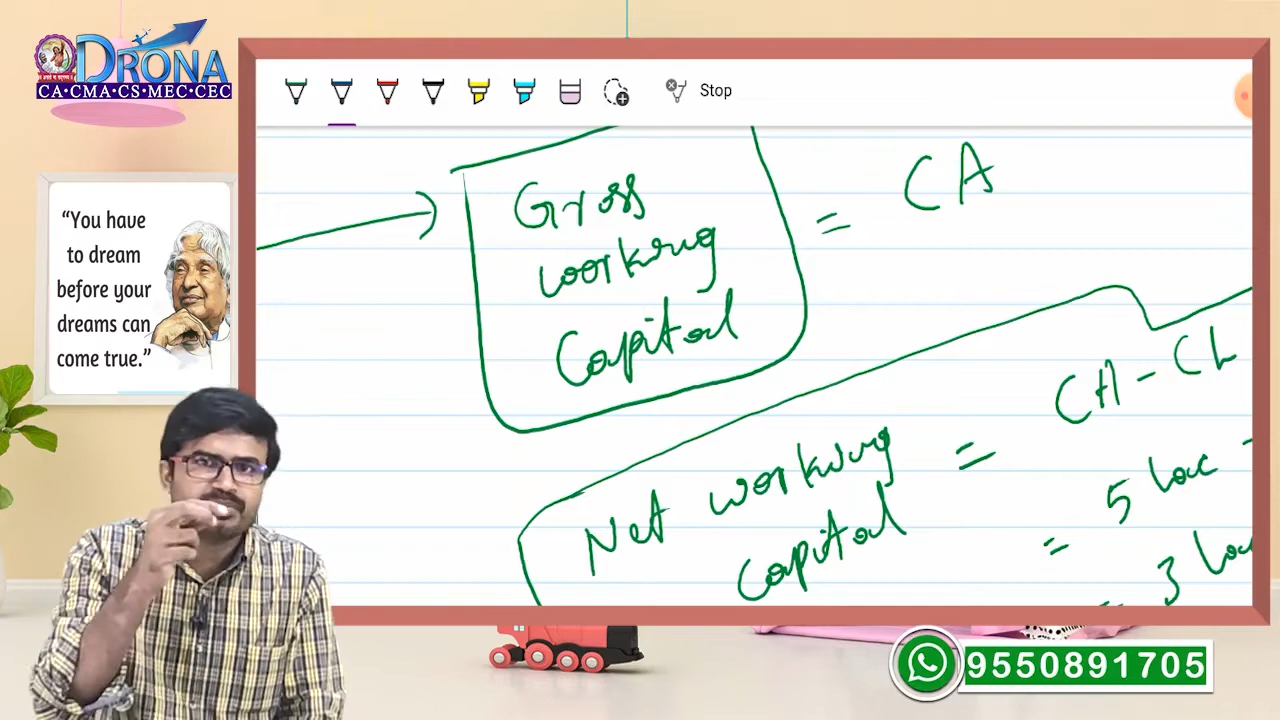 DRONA
CA•CMA•CS•MEC•CEC
Stop
“You have
to dream
before your
dreams can
come true.”
Gross
working
Capital
= CA
Net working
capital
= CA - CL
= 5 lac -
= 3 lac
9550891705